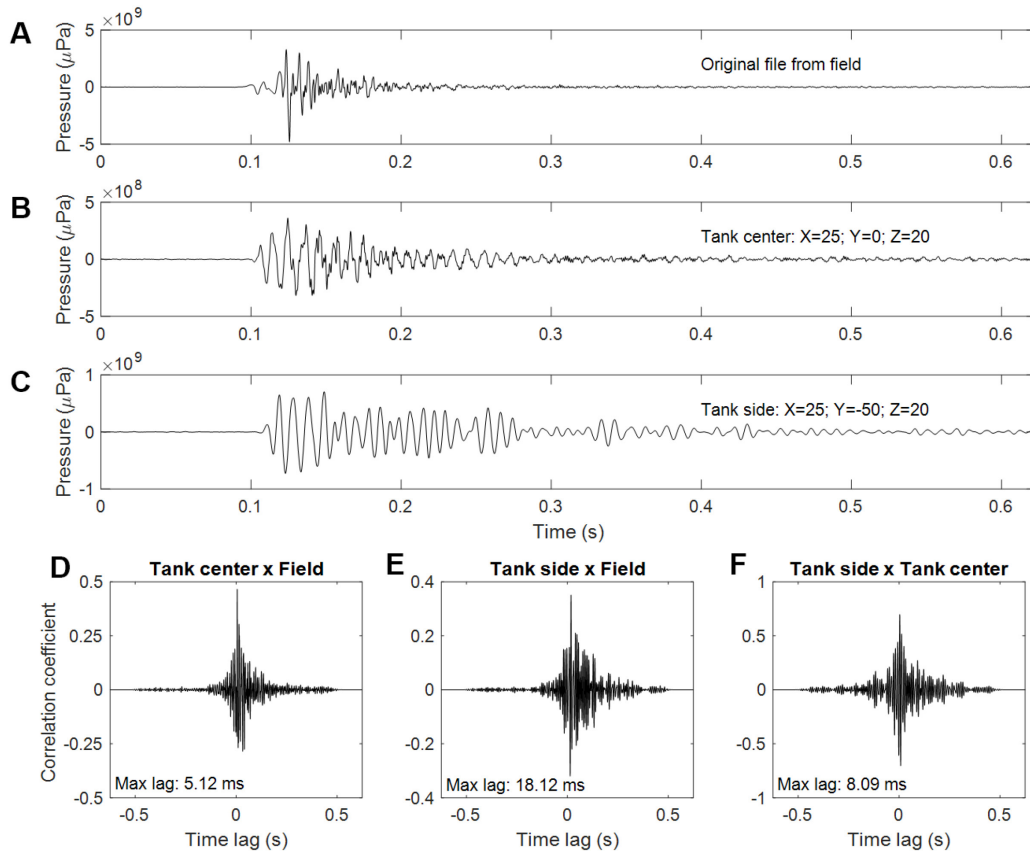 A
×10⁹
Pressure (µPa)
5
0
-5
Original file from field
0
0.1
0.2
0.3
0.4
0.5
0.6
B
×10⁸
Pressure (µPa)
5
0
-5
Tank center: X=25; Y=0; Z=20
0
0.1
0.2
0.3
0.4
0.5
0.6
C
×10⁹
Pressure (µPa)
1
0
-1
Tank side: X=25; Y=-50; Z=20
0
0.1
0.2
0.3
0.4
0.5
0.6
Time (s)
D
Tank center x Field
Correlation coefficient
0.5
0.25
0
-0.25
-0.5
Max lag: 5.12 ms
-0.5
0
0.5
Time lag (s)
E
Tank side x Field
0.4
0.2
0
-0.2
-0.4
Max lag: 18.12 ms
-0.5
0
0.5
Time lag (s)
F
Tank side x Tank center
1
0.5
0
-0.5
-1
Max lag: 8.09 ms
-0.5
0
0.5
Time lag (s)